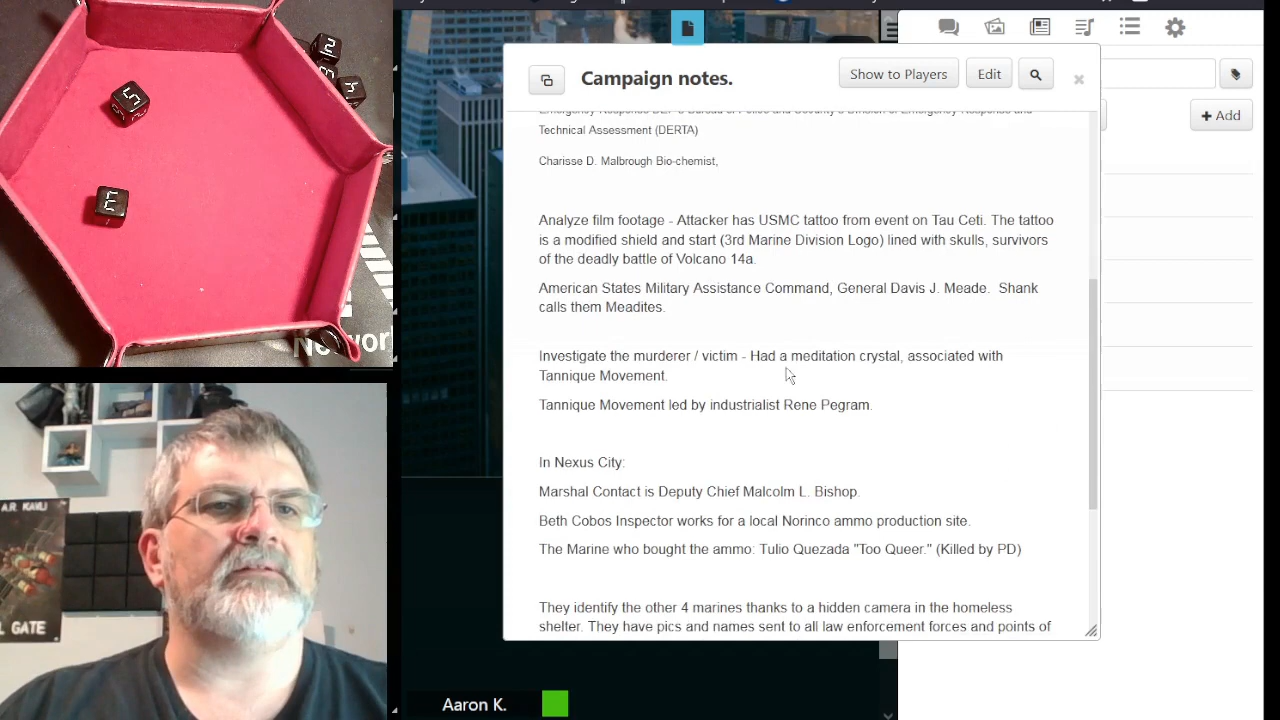 Campaign notes.
Show to Players
Edit
Add
Technical Assessment (DERTA)
Charisse D. Malbrough Bio-chemist,
Analyze film footage - Attacker has USMC tattoo from event on Tau Ceti. The tattoo
is a modified shield and start (3rd Marine Division Logo) lined with skulls, survivors
of the deadly battle of Volcano 14a.
American States Military Assistance Command, General Davis J. Meade. Shank
calls them Meadites.
Investigate the murderer / victim - Had a meditation crystal, associated with
Tannique Movement.
Tannique Movement led by industrialist Rene Pegram.
In Nexus City:
Marshal Contact is Deputy Chief Malcolm L. Bishop.
Beth Cobos Inspector works for a local Norinco ammo production site.
The Marine who bought the ammo: Tulio Quezada "Too Queer." (Killed by PD)
They identify the other 4 marines thanks to a hidden camera in the homeless
shelter. They have pics and names sent to all law enforcement forces and points of
A.R. KAVLI
L GATE
Aaron K.